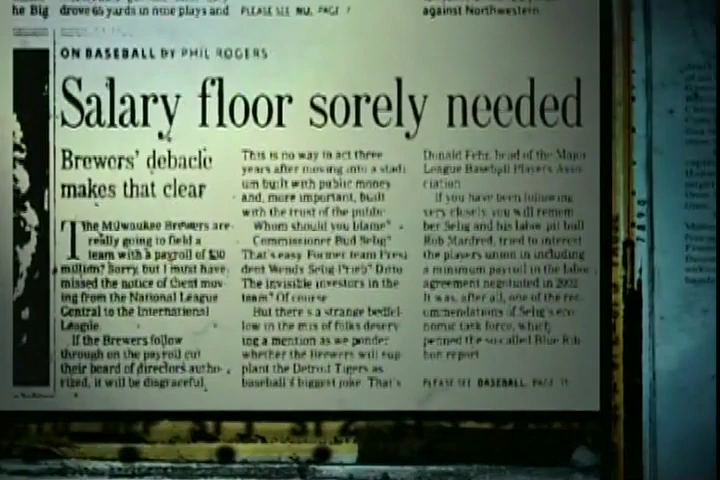 he Big
drove 65 yards in nine plays and
PLEASE SEE NU, PAGE 7
against Northwestern.
ON BASEBALL BY PHIL ROGERS
Salary floor sorely needed
Brewers' debacle
makes that clear
The Milwaukee Brewers are
really going to field a
team with a payroll of $30
million? Sorry, but I must have
missed the notice of them mov-
ing from the National League
Central to the International
League.
If the Brewers follow
through on the payroll cut
their board of directors autho-
rized, it will be disgraceful.
This is no way to act three
years after moving into a stadi-
um built with public money
and, more important, built
with the trust of the public.
Whom should you blame?
Commissioner Bud Selig?
That's easy. Former team Presi-
dent Wendy Selig-Prieb? Ditto.
The invisible investors in the
team? Of course.
But there's a strange bedfel-
low in the mix of folks deserv-
ing a mention as we ponder
whether the Brewers will sup-
plant the Detroit Tigers as
baseball's biggest joke. That's
Donald Fehr, head of the Major
League Baseball Players Asso-
ciation.
If you have been following
very closely, you will remem-
ber Selig and his labor pit bull,
Rob Manfred, tried to interest
the players union in including
a minimum payroll in the labor
agreement negotiated in 2002.
It was, after all, one of the rec-
ommendations of Selig's eco-
nomic task force, which
penned the so-called Blue Rib-
bon report.
PLEASE SEE BASEBALL, PAGE